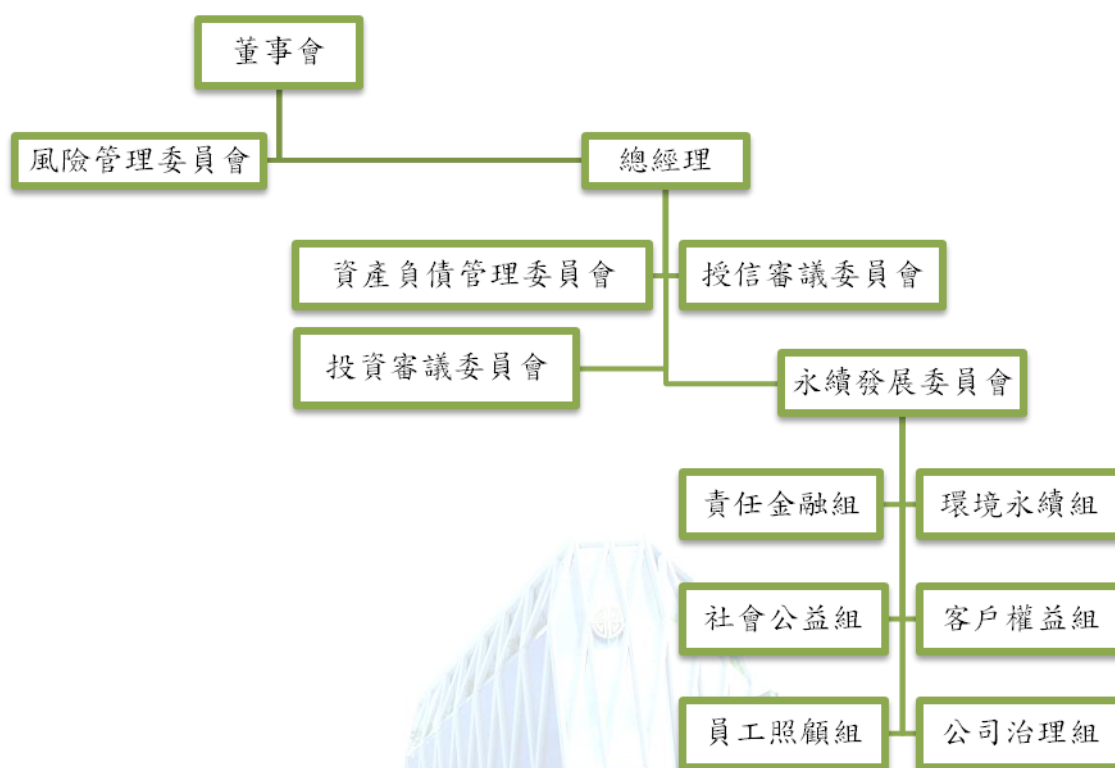 董事會
風險管理委員會
總經理
資產負債管理委員會
授信審議委員會
投資審議委員會
永續發展委員會
責任金融組
環境永續組
社會公益組
客戶權益組
員工照顧組
公司治理組